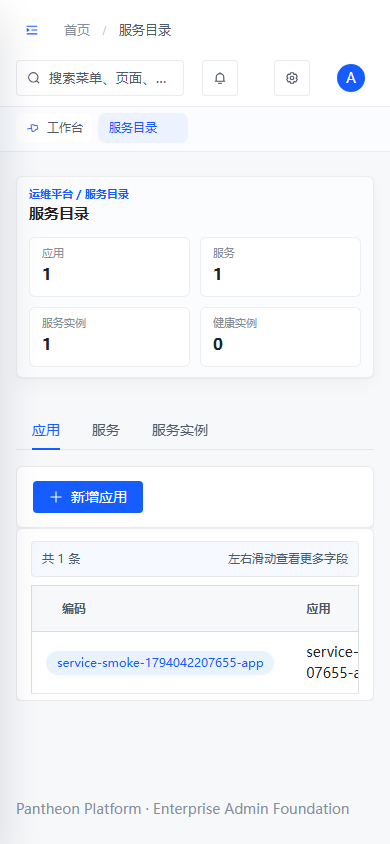 首页 / 服务目录
搜索菜单、页面、... A
工作台 服务目录
运维平台 / 服务目录
服务目录
应用 服务
1 1
服务实例 健康实例
1 0
应用 服务 服务实例
新增应用
共 1 条 左右滑动查看更多字段
编码 应用
service-smoke-1794042207655-app service-
07655-a
Pantheon Platform · Enterprise Admin Foundation